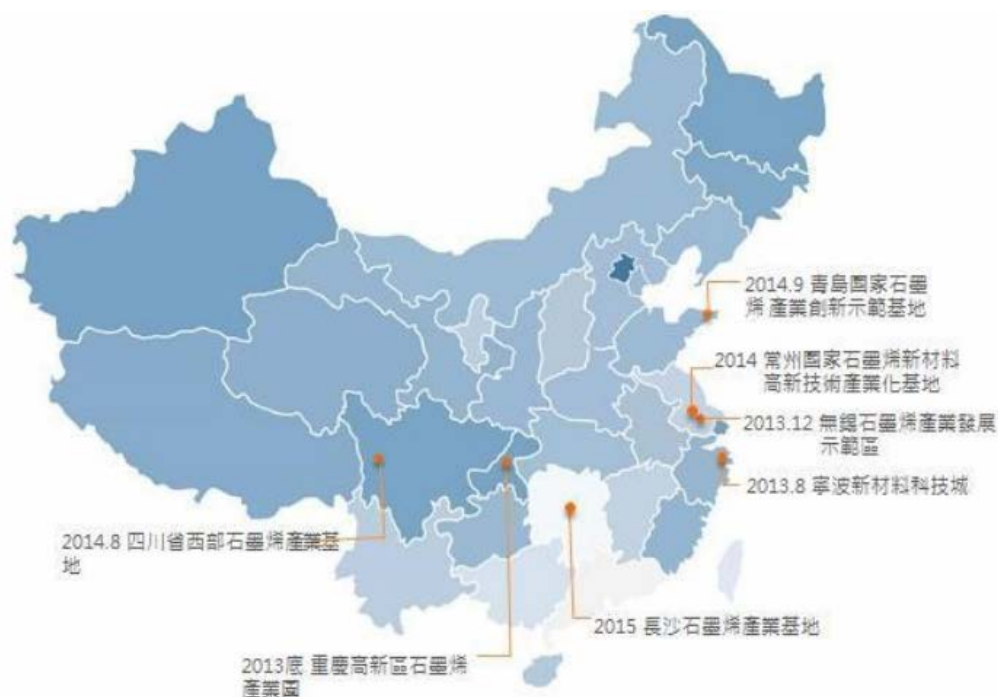 2014.9 青島國家石墨
烯 產業創新示範基地
2014 常州國家石墨烯新材料
高新技術產業化基地
2013.12 無錫石墨烯產業發展
示範區
2013.8 寧波新材料科技城
2014.8 四川省西部石墨烯產業基
地
2015 長沙石墨烯產業基地
2013底 重慶高新區石墨烯
產業園